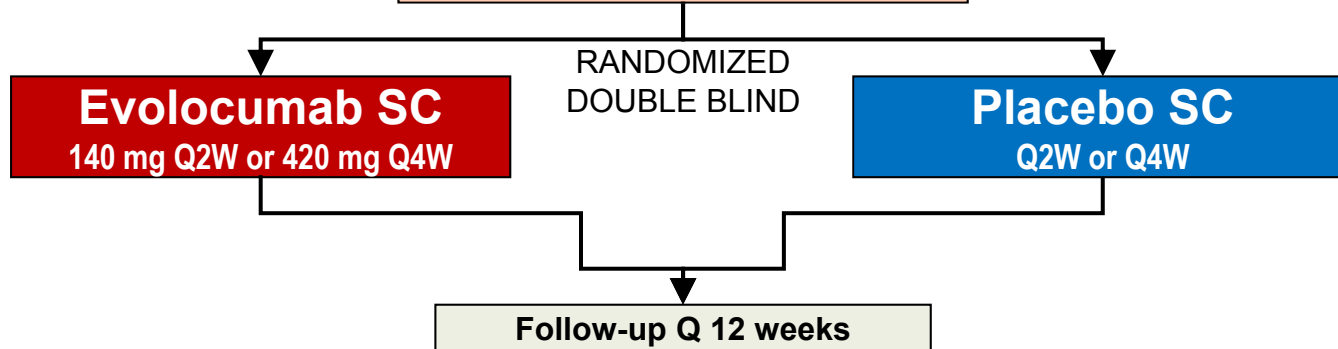 RANDOMIZED
DOUBLE BLIND
Evolocumab SC
140 mg Q2W or 420 mg Q4W
Placebo SC
Q2W or Q4W
Follow-up Q 12 weeks